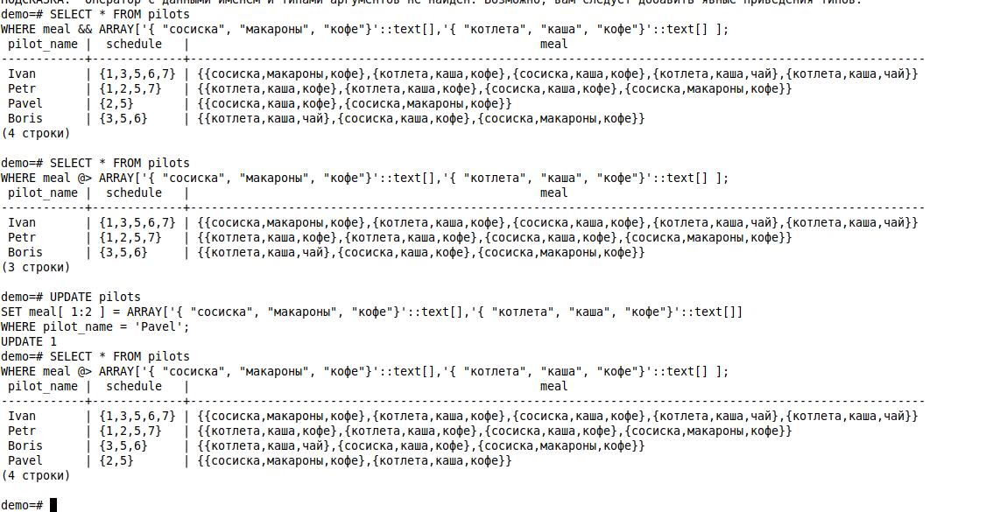 ПОДСКАЗКА: Оператор с данными именем и типами аргументов не найден. Возможно, вам следует добавить явные приведения типов.
demo=# SELECT * FROM pilots
WHERE meal && ARRAY['{ "сосиска", "макароны", "кофе"}'::text[],'{ "котлета", "каша", "кофе"}'::text[] ];
 pilot_name |  schedule   |                                                   meal
------------+-------------+----------------------------------------------------------------------------------------------------------
 Ivan       | {1,3,5,6,7} | {{сосиска,макароны,кофе},{котлета,каша,кофе},{сосиска,каша,кофе},{котлета,каша,чай},{котлета,каша,чай}}
 Petr       | {1,2,5,7}   | {{котлета,каша,кофе},{котлета,каша,кофе},{сосиска,каша,кофе},{сосиска,макароны,кофе}}
 Pavel      | {2,5}       | {{сосиска,каша,кофе},{сосиска,макароны,кофе}}
 Boris      | {3,5,6}     | {{котлета,каша,чай},{сосиска,каша,кофе},{сосиска,макароны,кофе}}
(4 строки)
demo=# SELECT * FROM pilots
WHERE meal @> ARRAY['{ "сосиска", "макароны", "кофе"}'::text[],'{ "котлета", "каша", "кофе"}'::text[] ];
 pilot_name |  schedule   |                                                   meal
------------+-------------+----------------------------------------------------------------------------------------------------------
 Ivan       | {1,3,5,6,7} | {{сосиска,макароны,кофе},{котлета,каша,кофе},{сосиска,каша,кофе},{котлета,каша,чай},{котлета,каша,чай}}
 Petr       | {1,2,5,7}   | {{котлета,каша,кофе},{котлета,каша,кофе},{сосиска,каша,кофе},{сосиска,макароны,кофе}}
 Boris      | {3,5,6}     | {{котлета,каша,чай},{сосиска,каша,кофе},{сосиска,макароны,кофе}}
(3 строки)
demo=# UPDATE pilots
SET meal[ 1:2 ] = ARRAY['{ "сосиска", "макароны", "кофе"}'::text[],'{ "котлета", "каша", "кофе"}'::text[]]
WHERE pilot_name = 'Pavel';
UPDATE 1
demo=# SELECT * FROM pilots
WHERE meal @> ARRAY['{ "сосиска", "макароны", "кофе"}'::text[],'{ "котлета", "каша", "кофе"}'::text[] ];
 pilot_name |  schedule   |                                                   meal
------------+-------------+----------------------------------------------------------------------------------------------------------
 Ivan       | {1,3,5,6,7} | {{сосиска,макароны,кофе},{котлета,каша,кофе},{сосиска,каша,кофе},{котлета,каша,чай},{котлета,каша,чай}}
 Petr       | {1,2,5,7}   | {{котлета,каша,кофе},{котлета,каша,кофе},{сосиска,каша,кофе},{сосиска,макароны,кофе}}
 Boris      | {3,5,6}     | {{котлета,каша,чай},{сосиска,каша,кофе},{сосиска,макароны,кофе}}
 Pavel      | {2,5}       | {{сосиска,макароны,кофе},{котлета,каша,кофе}}
(4 строки)
demo=#